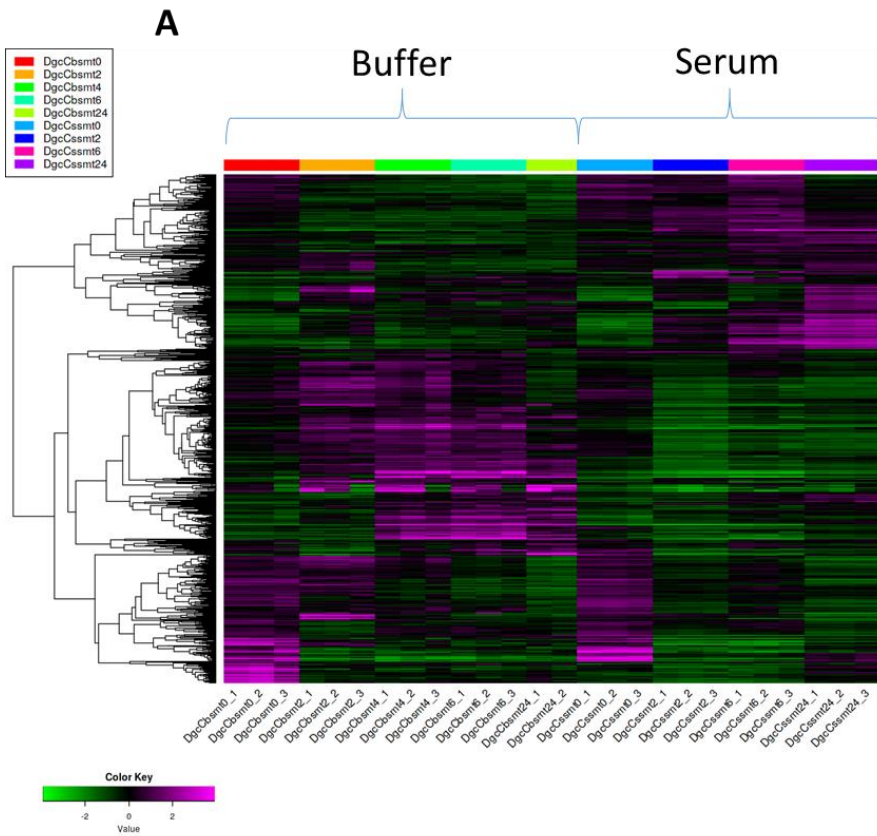 A
DgcCbsmt0
DgcCbsmt2
DgcCbsmt4
DgcCbsmt6
DgcCbsmt24
DgcCssmt0
DgcCssmt2
DgcCssmt6
DgcCssmt24
Buffer
Serum
DgcCbsmt0_1
DgcCbsmt0_2
DgcCbsmt0_3
DgcCbsmt2_1
DgcCbsmt2_2
DgcCbsmt2_3
DgcCbsmt4_1
DgcCbsmt4_2
DgcCbsmt4_3
DgcCbsmt6_1
DgcCbsmt6_2
DgcCbsmt6_3
DgcCbsmt24_1
DgcCbsmt24_2
DgcCssmt0_1
DgcCssmt0_2
DgcCssmt0_3
DgcCssmt2_1
DgcCssmt2_2
DgcCssmt2_3
DgcCssmt6_1
DgcCssmt6_2
DgcCssmt6_3
DgcCssmt24_1
DgcCssmt24_2
DgcCssmt24_3
Color Key
-2 0 2
Value